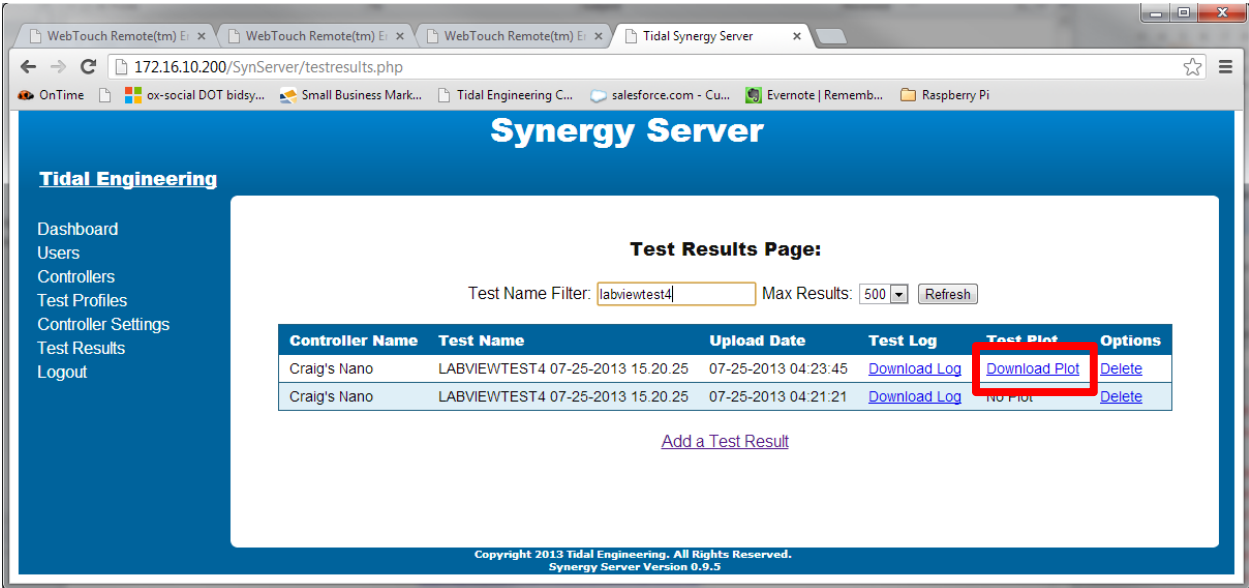 WebTouch Remote(tm) E
WebTouch Remote(tm) E
WebTouch Remote(tm) E
Tidal Synergy Server
172.16.10.200/SynServer/testresults.php
OnTime
ox-social DOT bidsy...
Small Business Mark...
Tidal Engineering C...
salesforce.com - Cu...
Evernote | Rememb...
Raspberry Pi
Synergy Server
Tidal Engineering
Dashboard
Users
Controllers
Test Profiles
Controller Settings
Test Results
Logout
Test Results Page:
Test Name Filter: labviewtest4 Max Results: 500 Refresh
Controller Name Test Name Upload Date Test Log Test Plot Options
Craig's Nano LABVIEWTEST4 07-25-2013 15.20.25 07-25-2013 04:23:45 Download Log Download Plot Delete
Craig's Nano LABVIEWTEST4 07-25-2013 15.20.25 07-25-2013 04:21:21 Download Log No Plot Delete
Add a Test Result
Copyright 2013 Tidal Engineering. All Rights Reserved.
Synergy Server Version 0.9.5